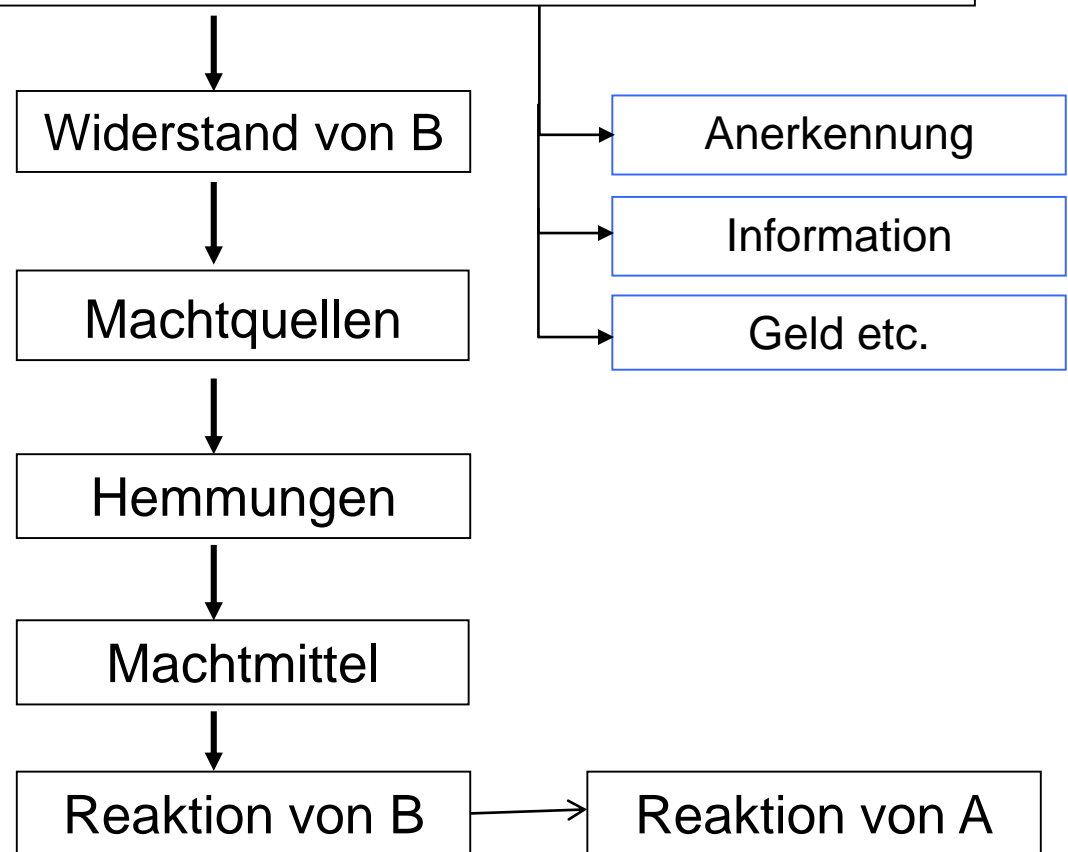 Widerstand von B
Anerkennung
Information
Machtquellen
Geld etc.
Hemmungen
Machtmittel
Reaktion von B
Reaktion von A